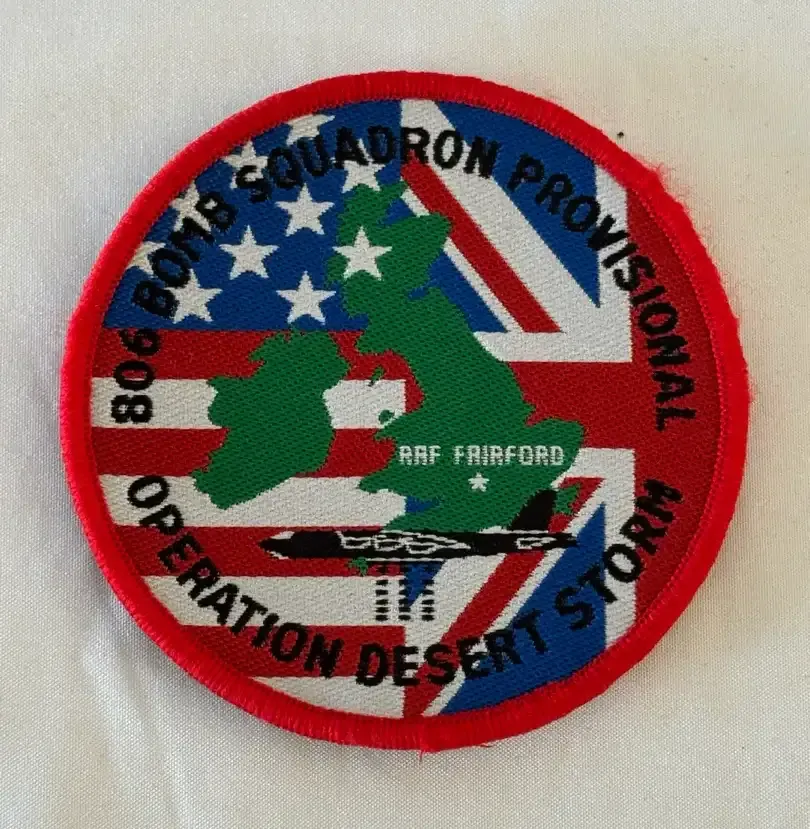 806 BOMB SQUADRON PROVISIONAL
RAF FAIRFORD
OPERATION DESERT STORM